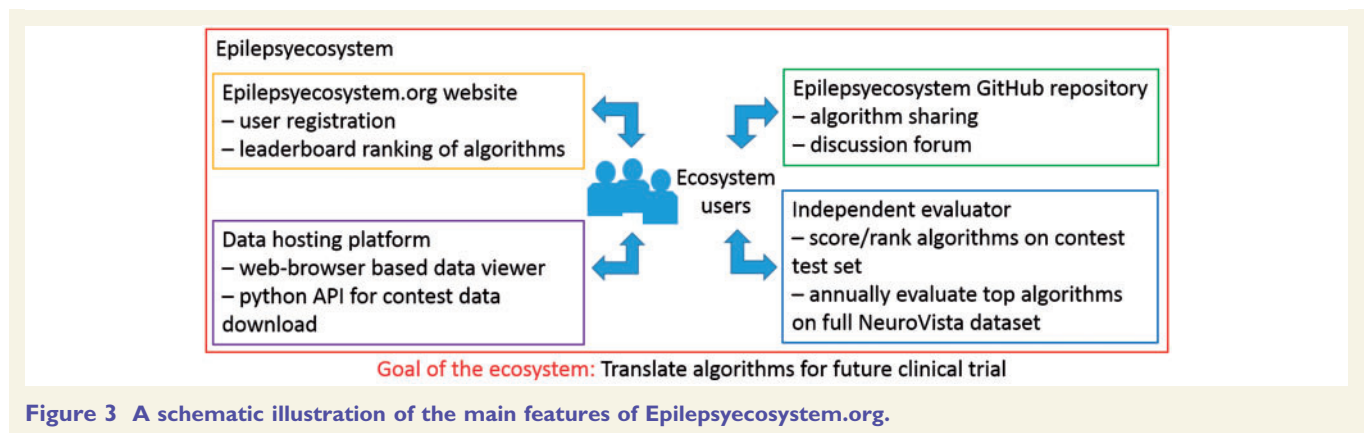 Epilepsyecosystem
Epilepsyecosystem.org website
– user registration
– leaderboard ranking of algorithms
Epilepsyecosystem GitHub repository
– algorithm sharing
– discussion forum
Ecosystem
users
Data hosting platform
– web-browser based data viewer
– python API for contest data
download
Independent evaluator
– score/rank algorithms on contest
test set
– annually evaluate top algorithms
on full NeuroVista dataset
Goal of the ecosystem: Translate algorithms for future clinical trial
Figure 3 A schematic illustration of the main features of Epilepsyecosystem.org.